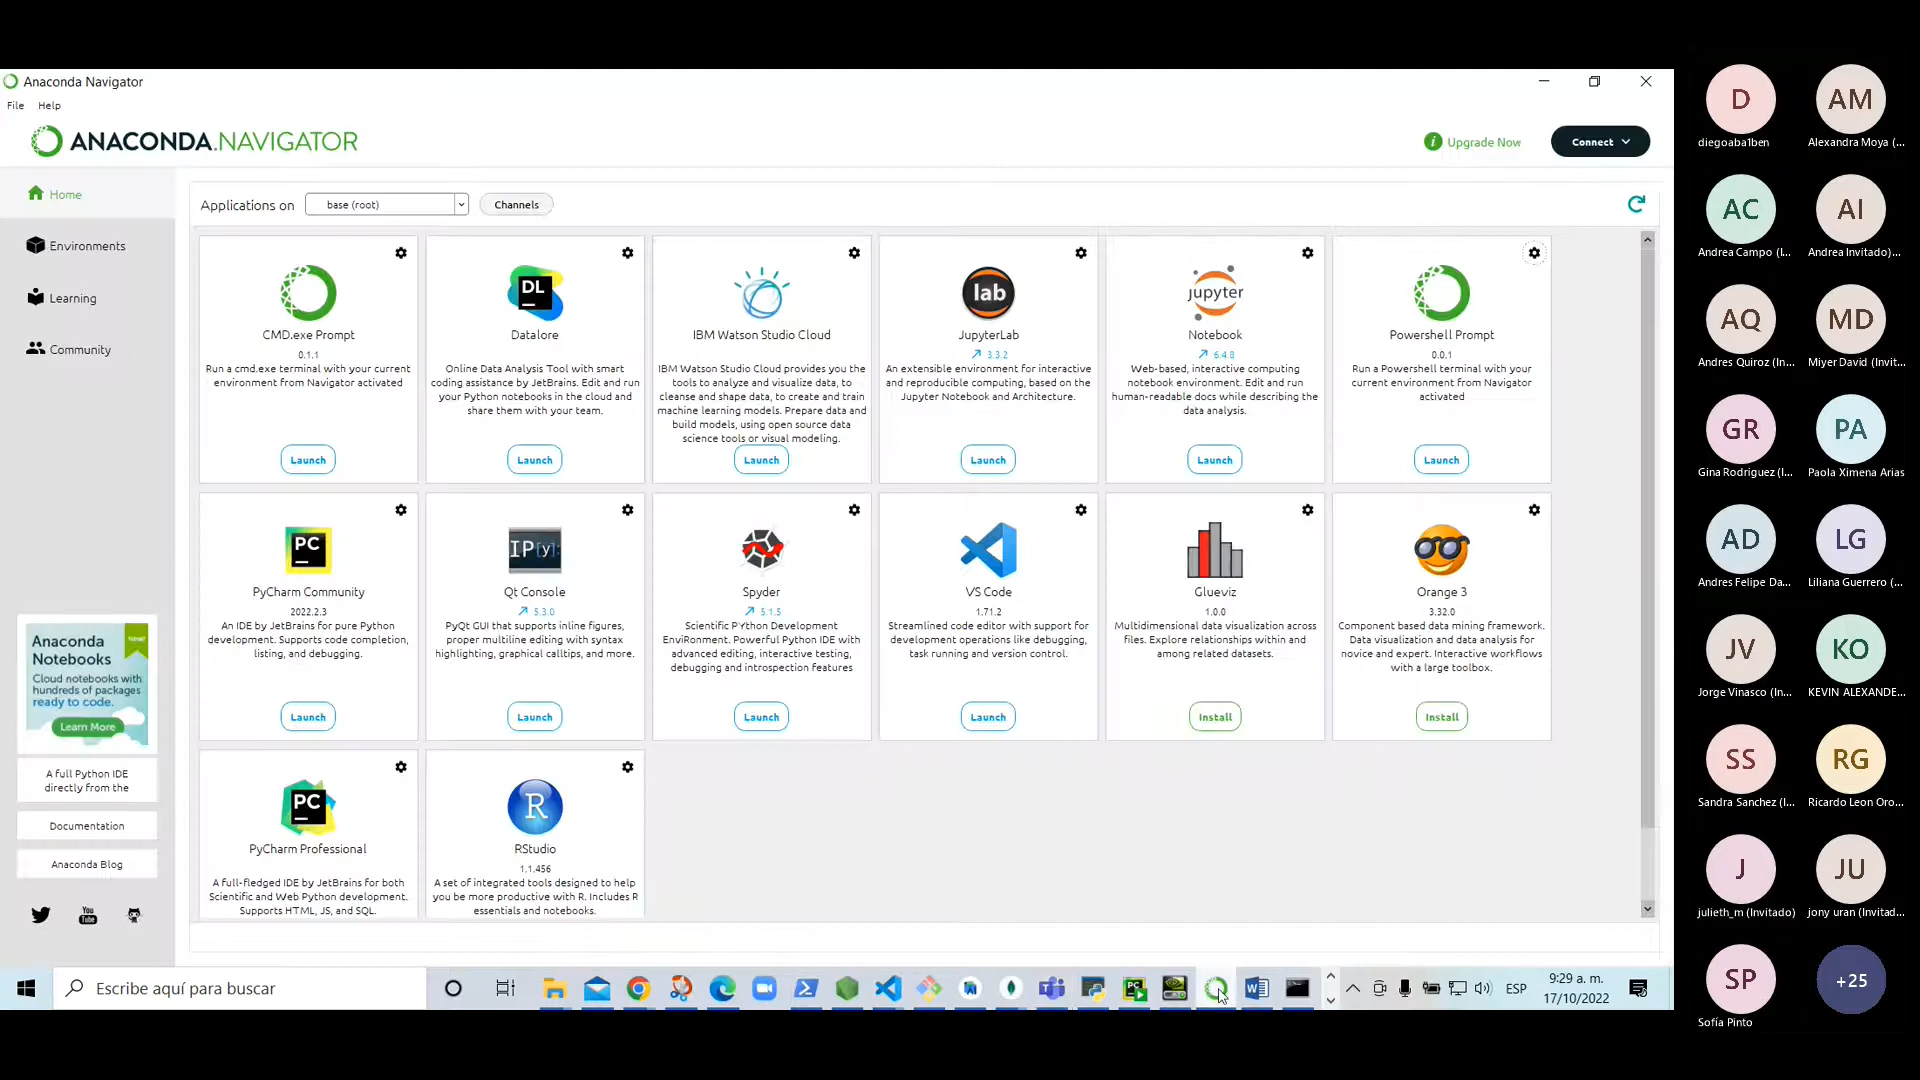 Anaconda Navigator
File Help
ANACONDA.NAVIGATOR
Upgrade Now
Connect
Home
Environments
Learning
Community
Applications on
base (root)
Channels
CMD.exe Prompt
0.1.1
Run a cmd.exe terminal with your current
environment from Navigator activated
Launch
DL
Datalore
Online Data Analysis Tool with smart
coding assistance by JetBrains. Edit and run
your Python notebooks in the cloud and
share them with your team.
Launch
IBM Watson Studio Cloud
IBM Watson Studio Cloud provides you the
tools to analyze and visualize data, to
cleanse and shape data, to create and train
machine learning models. Prepare data and
build models, using open source data
science tools or visual modeling.
Launch
lab
JupyterLab
3.3.2
An extensible environment for interactive
and reproducible computing, based on the
Jupyter Notebook and Architecture.
Launch
jupyter
Notebook
6.4.8
Web-based, interactive computing
notebook environment. Edit and run
human-readable docs while describing the
data analysis.
Launch
Powershell Prompt
0.0.1
Run a Powershell terminal with your
current environment from Navigator
activated
Launch
PC
PyCharm Community
2022.2.3
An IDE by JetBrains for pure Python
development. Supports code completion,
listing, and debugging.
Launch
IP[y]:
Qt Console
5.3.0
PyQt GUI that supports inline figures,
proper multiline editing with syntax
highlighting, graphical calltips, and more.
Launch
Spyder
5.1.5
Scientific PYthon Development
EnviRonment. Powerful Python IDE with
advanced editing, interactive testing,
debugging and introspection features
Launch
VS Code
1.71.2
Streamlined code editor with support for
development operations like debugging,
task running and version control.
Launch
Glueviz
1.0.0
Multidimensional data visualization across
files. Explore relationships within and
among related datasets.
Install
Orange 3
3.32.0
Component based data mining framework.
Data visualization and data analysis for
novice and expert. Interactive workflows
with a large toolbox.
Install
PC
PyCharm Professional
A full-fledged IDE by JetBrains for both
Scientific and Web Python development.
Supports HTML, JS, and SQL.
R
RStudio
1.1.456
A set of integrated tools designed to help
you be more productive with R. Includes R
essentials and notebooks.
New!
Anaconda
Notebooks
Cloud notebooks with
hundreds of packages
ready to code.
Learn More
A full Python IDE
directly from the
Documentation
Anaconda Blog
You
Tube
Escribe aquí para buscar
ESP
9:29 a. m.
17/10/2022
D
diegoaba1ben
AM
Alexandra Moya (...
AC
Andrea Campo (I...
AI
Andrea Invitado)...
AQ
Andres Quiroz (In...
MD
Miyer David (Invit...
GR
Gina Rodríguez (I...
PA
Paola Ximena Arias
AD
Andres Felipe Da...
LG
Liliana Guerrero (...
JV
Jorge Vinasco (In...
KO
KEVIN ALEXANDE...
SS
Sandra Sanchez (I...
RG
Ricardo Leon Oro...
J
julieth_m (Invitado)
JU
jony uran (Invitad...
SP
Sofía Pinto
+25